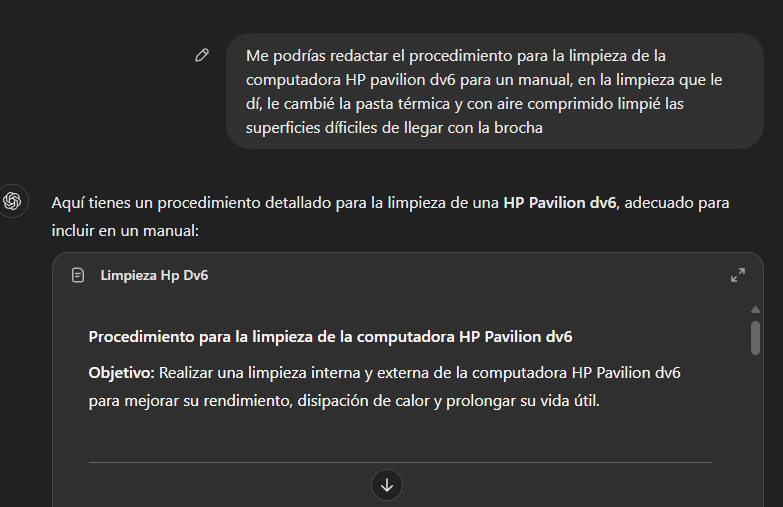 Me podrías redactar el procedimiento para la limpieza de la
computadora HP pavilion dv6 para un manual, en la limpieza que le
dí, le cambié la pasta térmica y con aire comprimido limpié las
superficies díficiles de llegar con la brocha
Aquí tienes un procedimiento detallado para la limpieza de una HP Pavilion dv6, adecuado para
incluir en un manual:
Limpieza Hp Dv6
Procedimiento para la limpieza de la computadora HP Pavilion dv6
Objetivo: Realizar una limpieza interna y externa de la computadora HP Pavilion dv6
para mejorar su rendimiento, disipación de calor y prolongar su vida útil.